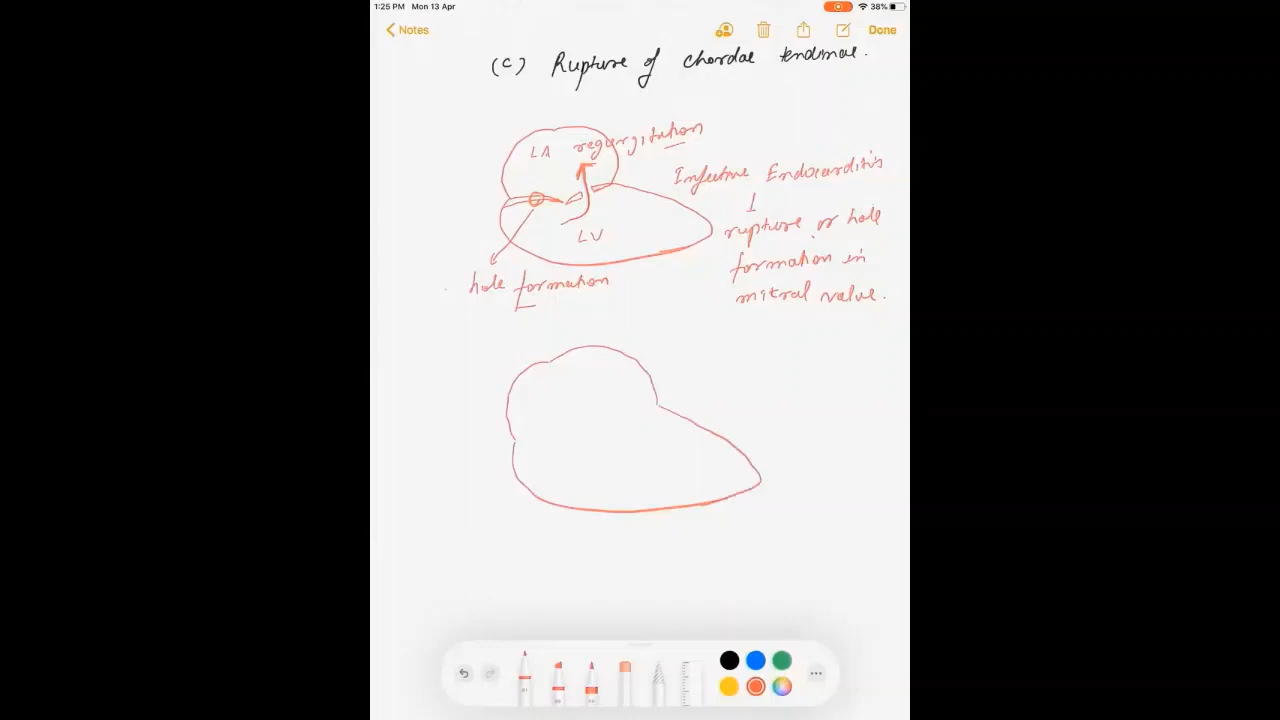 1:25 PM Mon 13 Apr 38%
Notes Done
(C) Rupture of chordae tendinae.
LA regurgitation
Infective Endocarditis
LV
rupture or hole
formation in
mitral valve.
hole formation